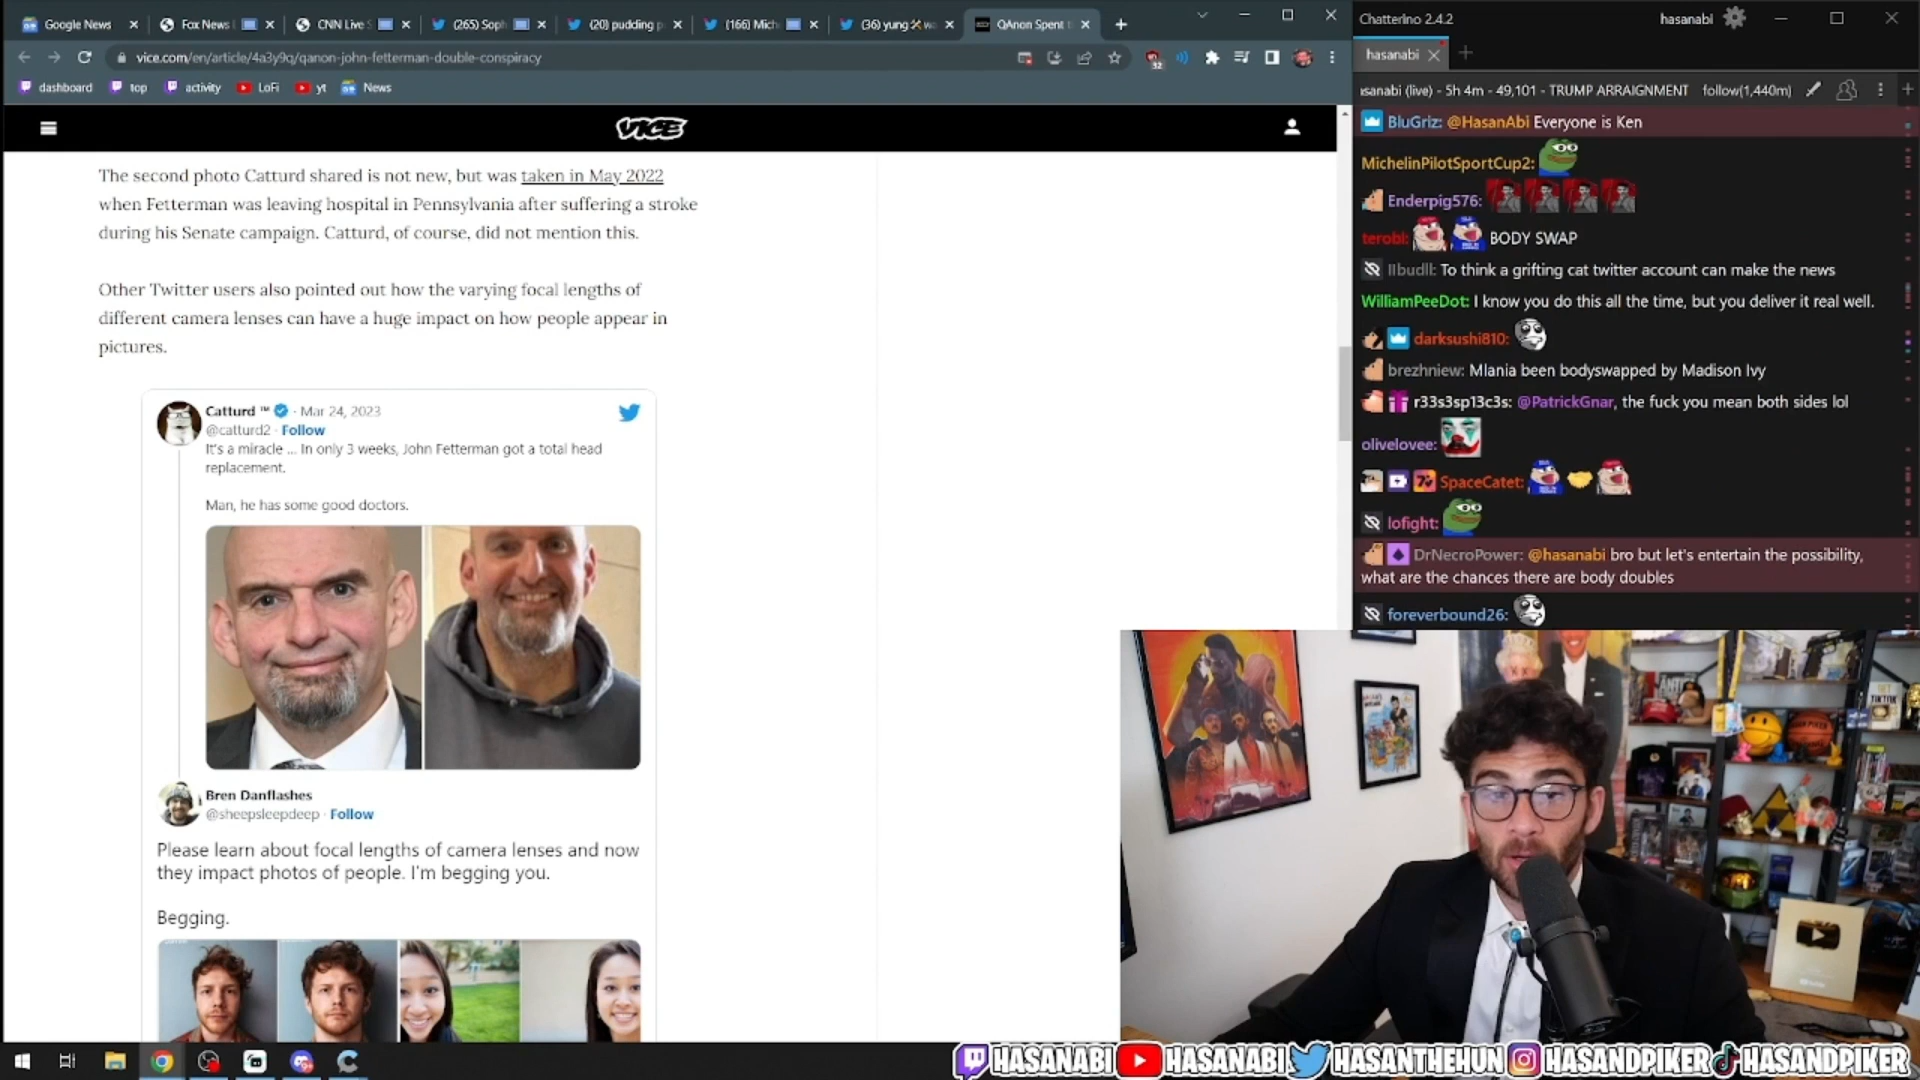 Google News
Fox News
CNN Live
(265) Soph
(20) pudding p
(166) Mich
(36) yung
QAnon Spent t
vice.com/en/article/4a3y9q/qanon-john-fetterman-double-conspiracy
dashboard
top
activity
LoFi
yt
News
VICE
The second photo Catturd shared is not new, but was taken in May 2022
when Fetterman was leaving hospital in Pennsylvania after suffering a stroke
during his Senate campaign. Catturd, of course, did not mention this.
Other Twitter users also pointed out how the varying focal lengths of
different camera lenses can have a huge impact on how people appear in
pictures.
Catturd ™ · Mar 24, 2023
@catturd2 · Follow
It's a miracle ... In only 3 weeks, John Fetterman got a total head
replacement.
Man, he has some good doctors.
Bren Danflashes
@sheepsleepdeep · Follow
Please learn about focal lengths of camera lenses and now
they impact photos of people. I'm begging you.
Begging.
Chatterino 2.4.2
hasanabi
hasanabi
asanabi (live) - 5h 4m - 49,101 - TRUMP ARRAIGNMENT follow(1,440m)
BluGriz: @HasanAbi Everyone is Ken
MichelinPilotSportCup2:
Enderpig576:
terobl: BODY SWAP
IIbudII: To think a grifting cat twitter account can make the news
WilliamPeeDot: I know you do this all the time, but you deliver it real well.
darksushi810:
brezhniew: Mlania been bodyswapped by Madison Ivy
r33s3sp13c3s: @PatrickGnar, the fuck you mean both sides lol
olivelovee:
SpaceCatet:
lofight:
DrNecroPower: @hasanabi bro but let's entertain the possibility,
what are the chances there are body doubles
foreverbound26:
HASANABI HASANABI HASANTHEHUN HASANDPIKER HASANDPIKER